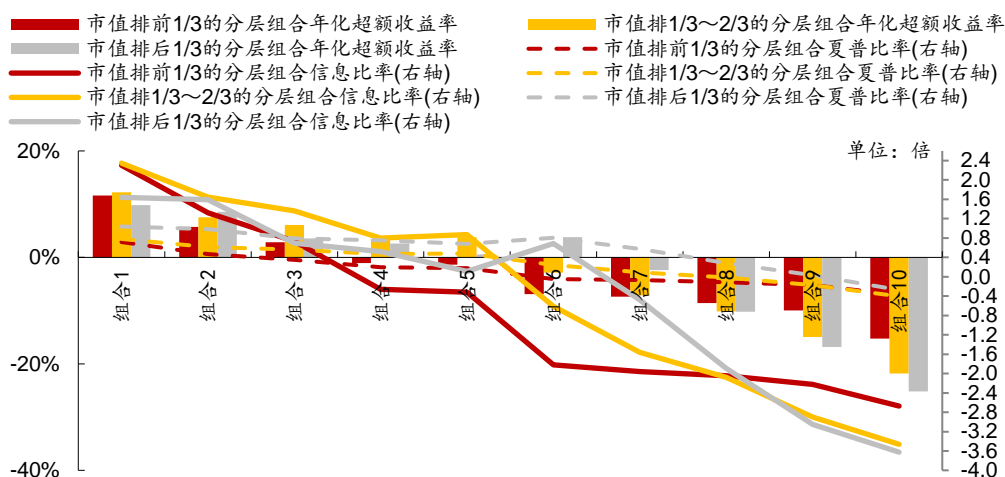 市值排前1/3的分层组合年化超额收益率
市值排1/3～2/3的分层组合年化超额收益率
市值排后1/3的分层组合年化超额收益率
市值排前1/3的分层组合夏普比率(右轴)
市值排前1/3的分层组合信息比率(右轴)
市值排1/3～2/3的分层组合夏普比率(右轴)
市值排1/3～2/3的分层组合信息比率(右轴)
市值排后1/3的分层组合夏普比率(右轴)
市值排后1/3的分层组合信息比率(右轴)
单位：倍
20%
0%
-20%
-40%
2.4
2.0
1.6
1.2
0.8
0.4
0.0
-0.4
-0.8
-1.2
-1.6
-2.0
-2.4
-2.8
-3.2
-3.6
-4.0
组合1
组合2
组合3
组合4
组合5
组合6
组合7
组合8
组合9
组合10